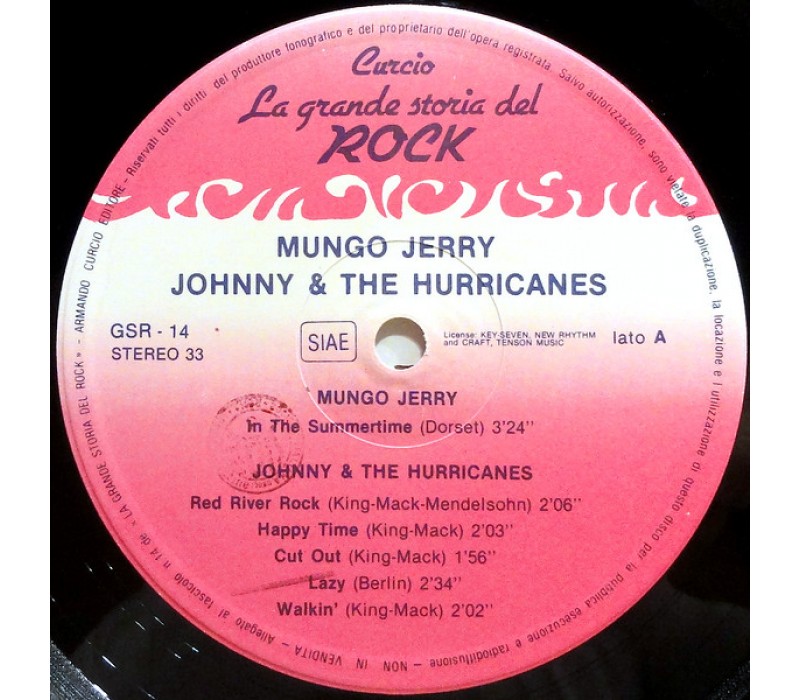 Curcio
La grande storia del
ROCK
MUNGO JERRY
JOHNNY & THE HURRICANES
GSR - 14
STEREO 33
SIAE
License: KEY-SEVEN, NEW RHYTHM
and CRAFT, TENSON MUSIC
lato A
MUNGO JERRY
In The Summertime (Dorset) 3'24"
JOHNNY & THE HURRICANES
Red River Rock (King-Mack-Mendelsohn) 2'06"
Happy Time (King-Mack) 2'03"
Cut Out (King-Mack) 1'56"
Lazy (Berlin) 2'34"
Walkin' (King-Mack) 2'02"
Allegato al fascicolo n. 14 de «LA GRANDE STORIA DEL ROCK» - ARMANDO CURCIO EDITORE - Riservati tutti i diritti del produttore fonografico e del proprietario dell'opera registrata. Salvo autorizzazione, sono vietate la duplicazione, la locazione e l'utilizzazione di questo disco per la pubblica esecuzione e radiodiffusione - NON IN VENDITA -